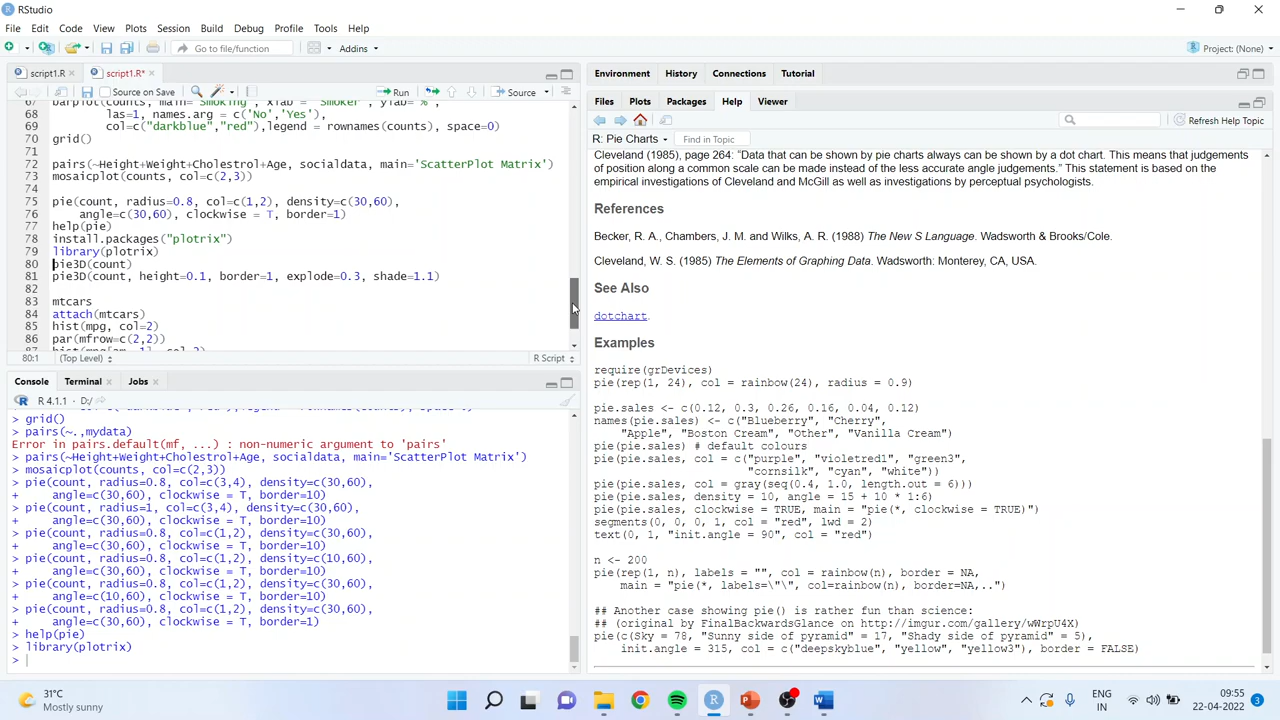 RStudio
File Edit Code View Plots Session Build Debug Profile Tools Help
Go to file/function Addins Project: (None)
script1.R script1.R*
Source on Save Run Source
67 barplot(counts, main='Smoking', xlab = 'Smoker', ylab='%',
68 las=1, names.arg = c('No','Yes'),
69 col=c("darkblue","red"),legend = rownames(counts), space=0)
70 grid()
71
72 pairs(~Height+Weight+Cholestrol+Age, socialdata, main='ScatterPlot Matrix')
73 mosaicplot(counts, col=c(2,3))
74
75 pie(count, radius=0.8, col=c(1,2), density=c(30,60),
76 angle=c(30,60), clockwise = T, border=1)
77 help(pie)
78 install.packages("plotrix")
79 library(plotrix)
80 pie3D(count)
81 pie3D(count, height=0.1, border=1, explode=0.3, shade=1.1)
82
83 mtcars
84 attach(mtcars)
85 hist(mpg, col=2)
86 par(mfrow=c(2,2))
80:1 (Top Level) R Script
Console Terminal Jobs
R 4.1.1 · D:/
> grid()
> pairs(~.,mydata)
Error in pairs.default(mf, ...) : non-numeric argument to 'pairs'
> pairs(~Height+Weight+Cholestrol+Age, socialdata, main='ScatterPlot Matrix')
> mosaicplot(counts, col=c(2,3))
> pie(count, radius=0.8, col=c(3,4), density=c(30,60),
+ angle=c(30,60), clockwise = T, border=10)
> pie(count, radius=1, col=c(3,4), density=c(30,60),
+ angle=c(30,60), clockwise = T, border=10)
> pie(count, radius=0.8, col=c(1,2), density=c(30,60),
+ angle=c(30,60), clockwise = T, border=10)
> pie(count, radius=0.8, col=c(1,2), density=c(10,60),
+ angle=c(30,60), clockwise = T, border=10)
> pie(count, radius=0.8, col=c(1,2), density=c(30,60),
+ angle=c(10,60), clockwise = T, border=10)
> pie(count, radius=0.8, col=c(1,2), density=c(30,60),
+ angle=c(30,60), clockwise = T, border=1)
> help(pie)
> library(plotrix)
>
Environment History Connections Tutorial
Files Plots Packages Help Viewer
Refresh Help Topic
R: Pie Charts Find in Topic
Cleveland (1985), page 264: “Data that can be shown by pie charts always can be shown by a dot chart. This means that judgements
of position along a common scale can be made instead of the less accurate angle judgements.” This statement is based on the
empirical investigations of Cleveland and McGill as well as investigations by perceptual psychologists.
References
Becker, R. A., Chambers, J. M. and Wilks, A. R. (1988) The New S Language. Wadsworth & Brooks/Cole.
Cleveland, W. S. (1985) The Elements of Graphing Data. Wadsworth: Monterey, CA, USA.
See Also
dotchart.
Examples
require(grDevices)
pie(rep(1, 24), col = rainbow(24), radius = 0.9)
pie.sales <- c(0.12, 0.3, 0.26, 0.16, 0.04, 0.12)
names(pie.sales) <- c("Blueberry", "Cherry",
"Apple", "Boston Cream", "Other", "Vanilla Cream")
pie(pie.sales) # default colours
pie(pie.sales, col = c("purple", "violetred1", "green3",
"cornsilk", "cyan", "white"))
pie(pie.sales, col = gray(seq(0.4, 1.0, length.out = 6)))
pie(pie.sales, density = 10, angle = 15 + 10 * 1:6)
pie(pie.sales, clockwise = TRUE, main = "pie(*, clockwise = TRUE)")
segments(0, 0, 0, 1, col = "red", lwd = 2)
text(0, 1, "init.angle = 90", col = "red")
n <- 200
pie(rep(1, n), labels = "", col = rainbow(n), border = NA,
main = "pie(*, labels=\"\", col=rainbow(n), border=NA,..")
## Another case showing pie() is rather fun than science:
## (original by FinalBackwardsGlance on http://imgur.com/gallery/wWrpU4X)
pie(c(Sky = 78, "Sunny side of pyramid" = 17, "Shady side of pyramid" = 5),
init.angle = 315, col = c("deepskyblue", "yellow", "yellow3"), border = FALSE)
31°C
Mostly sunny
ENG
IN
09:55
22-04-2022
3